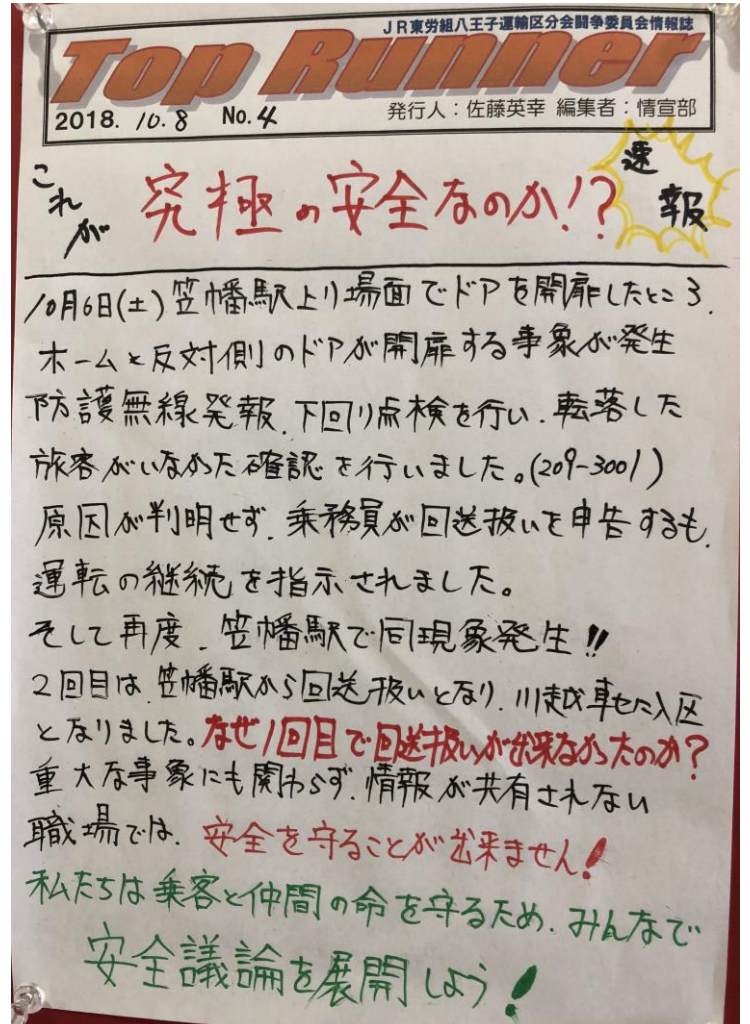 JR東労組八王子運輸区分会闘争委員会情報誌
Top Runner
2018. 10. 8 No. 4 発行人:佐藤英幸 編集者:情宣部
これが
究極の安全なのか!?
速報
10月6日(土)笠幡駅上り場面でドアを開扉したところ、
ホームと反対側のドアが開扉する事象が発生
防護無線発報、下回り点検を行い、転落した
旅客がいなかった確認を行いました。(209-3001)
原因が判明せず、乗務員が回送扱いを申告するも、
運転の継続を指示されました。
そして再度、笠幡駅で同現象発生!!
2回目は、笠幡駅から回送扱いとなり、川越車セに入区
となりました。なぜ1回目で回送扱いが出来なかったのか?
重大な事象にも関わらず、情報が共有されない
職場では、安全を守ることが出来ません!
私たちは乗客と仲間の命を守るため、みんなで
安全議論を展開しよう!